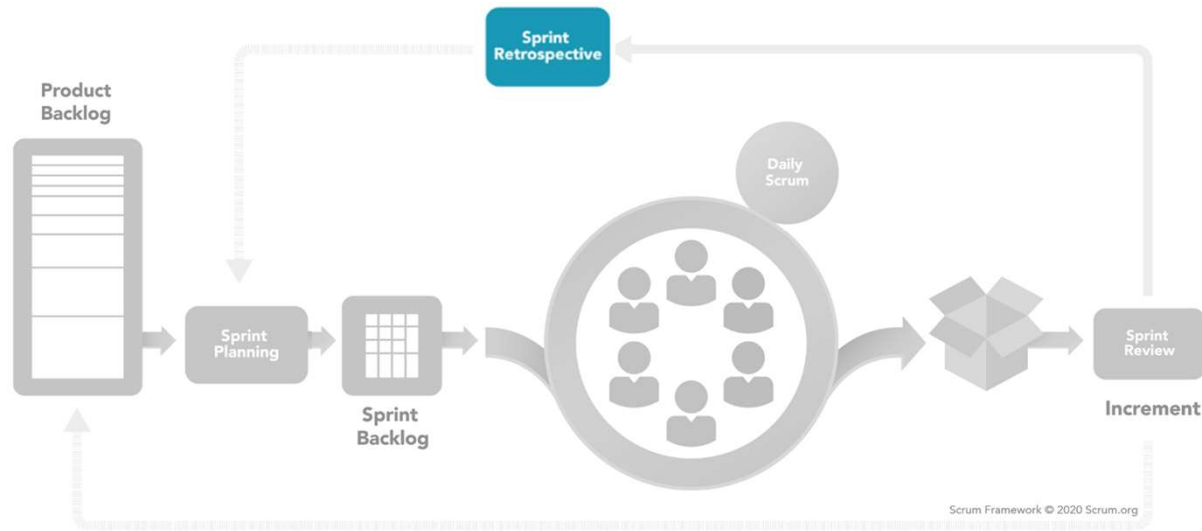 Sprint
Retrospective
Product
Backlog
Daily
Scrum
Sprint
Planning
Sprint
Review
Sprint
Backlog
Increment
Scrum Framework © 2020 Scrum.org